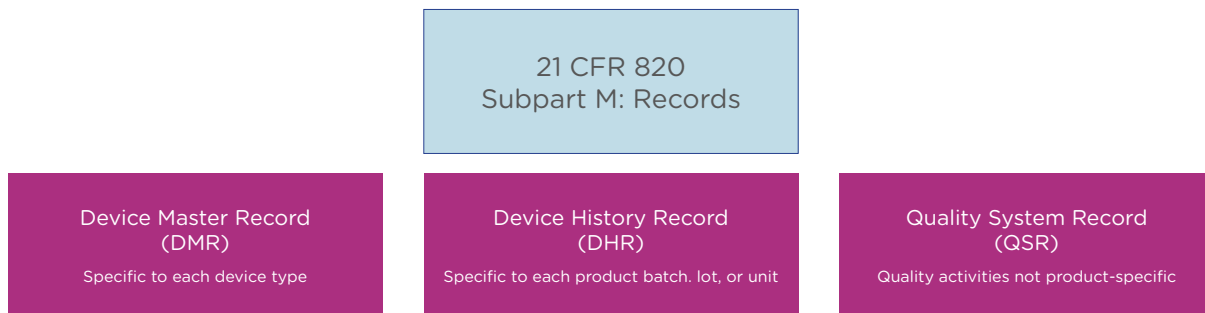 21 CFR 820
Subpart M: Records
Device Master Record
(DMR)
Specific to each device type
Device History Record
(DHR)
Specific to each product batch. lot, or unit
Quality System Record
(QSR)
Quality activities not product-specific